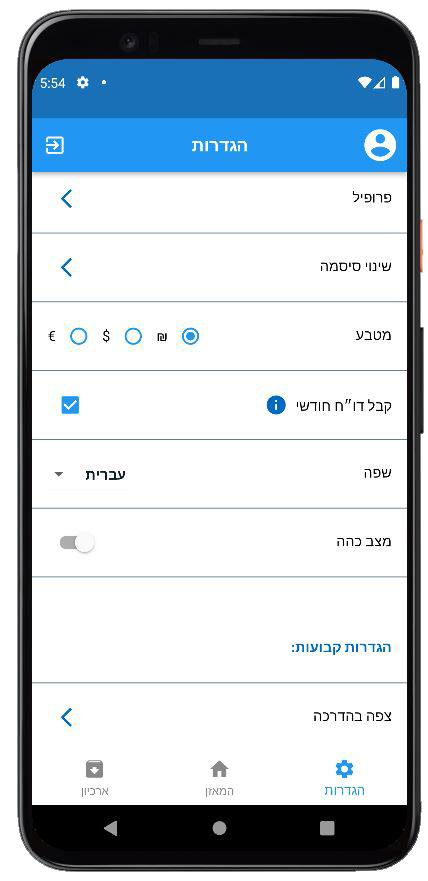 5:54
הגדרות
פרופיל
שינוי סיסמה
מטבע ₪ $ €
קבל דו״ח חודשי
שפה עברית
מצב כהה
הגדרות קבועות:
צפה בהדרכה
הגדרות המאזן ארכיון